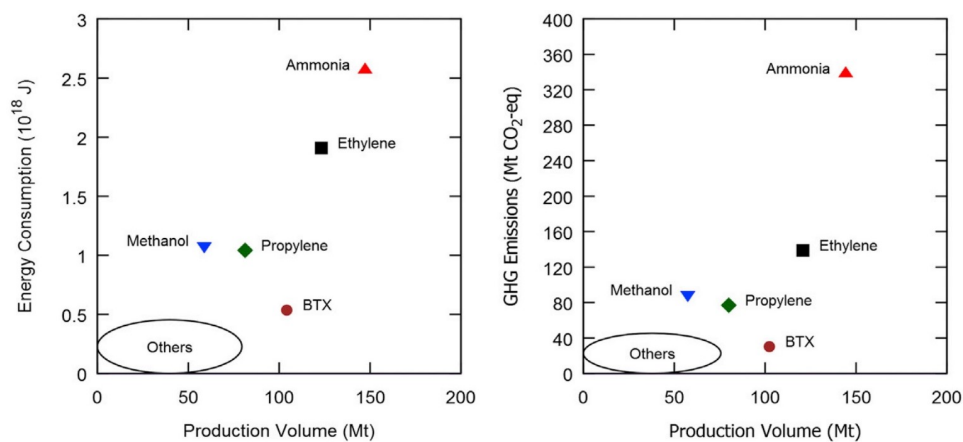 Energy Consumption (10^18 J)
3
2.5
2
1.5
1
0.5
0
Ammonia
Ethylene
Methanol
Propylene
BTX
Others
0 50 100 150 200
Production Volume (Mt)
GHG Emissions (Mt CO₂-eq)
400
360
320
280
240
200
160
120
80
40
0
Ammonia
Ethylene
Methanol
Propylene
BTX
Others
0 50 100 150 200
Production Volume (Mt)